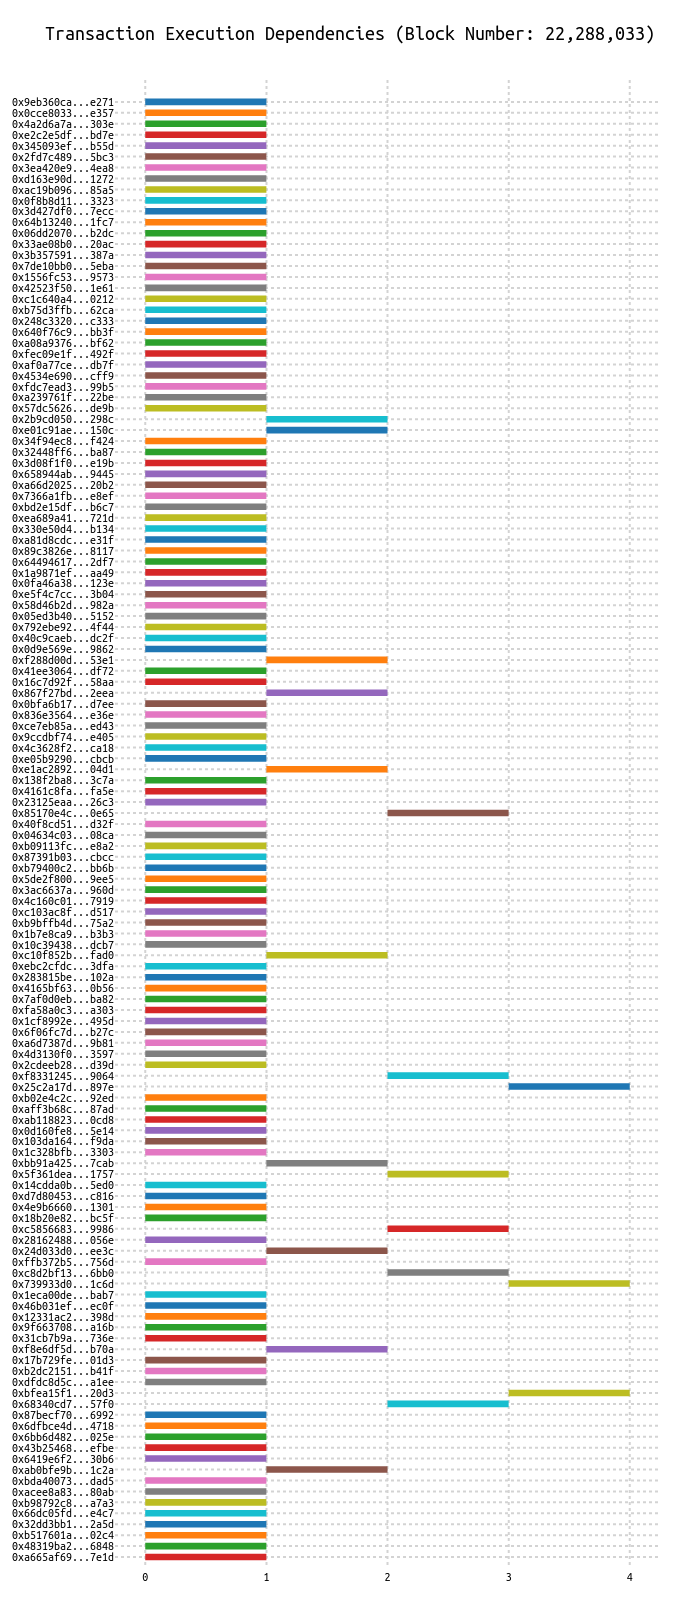 Transaction Execution Dependencies (Block Number: 22,288,033)
0x9eb360ca...e271
0x0cce8033...e357
0x4a2d6a7a...303e
0xe2c2e5df...bd7e
0x345093ef...b55d
0x2fd7c489...5bc3
0x3ea420e9...4ea8
0xd163e90d...1272
0xac19b096...85a5
0x0f8b8d11...3323
0x3d427df0...7ecc
0x64b13240...1fc7
0x06dd2070...b2dc
0x33ae08b0...20ac
0x3b357591...387a
0x7de10bb0...5eba
0x1556fc53...9573
0x42523f50...1e61
0xc1c640a4...0212
0xb75d3ffb...62ca
0x248c3320...c333
0x640f76c9...bb3f
0xa08a9376...bf62
0xfec09e1f...492f
0xaf0a77ce...db7f
0x4534e690...cff9
0xfdc7ead3...99b5
0xa239761f...22be
0x57dc5626...de9b
0x2b9cd050...298c
0xe01c91ae...150c
0x34f94ec8...f424
0x32448ff6...ba87
0x3d08f1f0...e19b
0x658944ab...9445
0xa66d2025...20b2
0x7366a1fb...e8ef
0xbd2e15df...b6c7
0xea689a41...721d
0x330e50d4...b134
0xa81d8cdc...e31f
0x89c3826e...8117
0x64494617...2df7
0x1a9871ef...aa49
0x0fa46a38...123e
0xe5f4c7cc...3b04
0x58d46b2d...982a
0x05ed3b40...5152
0x792ebe92...4f44
0x40c9caeb...dc2f
0x0d9e569e...9862
0xf288d00d...53e1
0x41ee3064...df72
0x16c7d92f...58aa
0x867f27bd...2eea
0x0bfa6b17...d7ee
0x836e3564...e36e
0xce7eb85a...ed43
0x9ccdbf74...e405
0x4c3628f2...ca18
0xe05b9290...cbcb
0xe1ac2892...04d1
0x138f2ba8...3c7a
0x4161c8fa...fa5e
0x23125eaa...26c3
0x85170e4c...0e65
0x40f8cd51...d32f
0x04634c03...08ca
0xb09113fc...e8a2
0x87391b03...cbcc
0xb79400c2...bb6b
0x5de2f800...9ee5
0x3ac6637a...960d
0x4c160c01...7919
0xc103ac8f...d517
0xb9bffb4d...75a2
0x1b7e8ca9...b3b3
0x10c39438...dcb7
0xc10f852b...fad0
0xebc2cfdc...3dfa
0x283815be...102a
0x4165bf63...0b56
0x7af0d0eb...ba82
0xfa58a0c3...a303
0x1cf8992e...495d
0x6f06fc7d...b27c
0xa6d7387d...9b81
0x4d3130f0...3597
0x2cdeeb28...d39d
0xf8331245...9064
0x25c2a17d...897e
0xb02e4c2c...92ed
0xaff3b68c...87ad
0xab118823...0cd8
0x0d160fe8...5e14
0x103da164...f9da
0x1c328bfb...3303
0xbb91a425...7cab
0x5f361dea...1757
0x14cdda0b...5ed0
0xd7d80453...c816
0x4e9b6660...1301
0x18b20e82...bc5f
0xc5856683...9986
0x28162488...056e
0x24d033d0...ee3c
0xffb372b5...756d
0xc8d2bf13...6bb0
0x739933d0...1c6d
0x1eca00de...bab7
0x46b031ef...ec0f
0x12331ac2...398d
0x9f663708...a16b
0x31cb7b9a...736e
0xf8e6df5d...b70a
0x17b729fe...01d3
0xb2dc2151...b41f
0xdfdc8d5c...a1ee
0xbfea15f1...20d3
0x68340cd7...57f0
0x87becf70...6992
0x6dfbce4d...4718
0x6bb6d482...025e
0x43b25468...efbe
0x6419e6f2...30b6
0xab0bfe9b...1c2a
0xbda40073...dad5
0xacee8a83...80ab
0xb98792c8...a7a3
0x66dc05fd...e4c7
0x32dd3bb1...2a5d
0xb517601a...02c4
0x48319ba2...6848
0xa665af69...7e1d
0 1 2 3 4